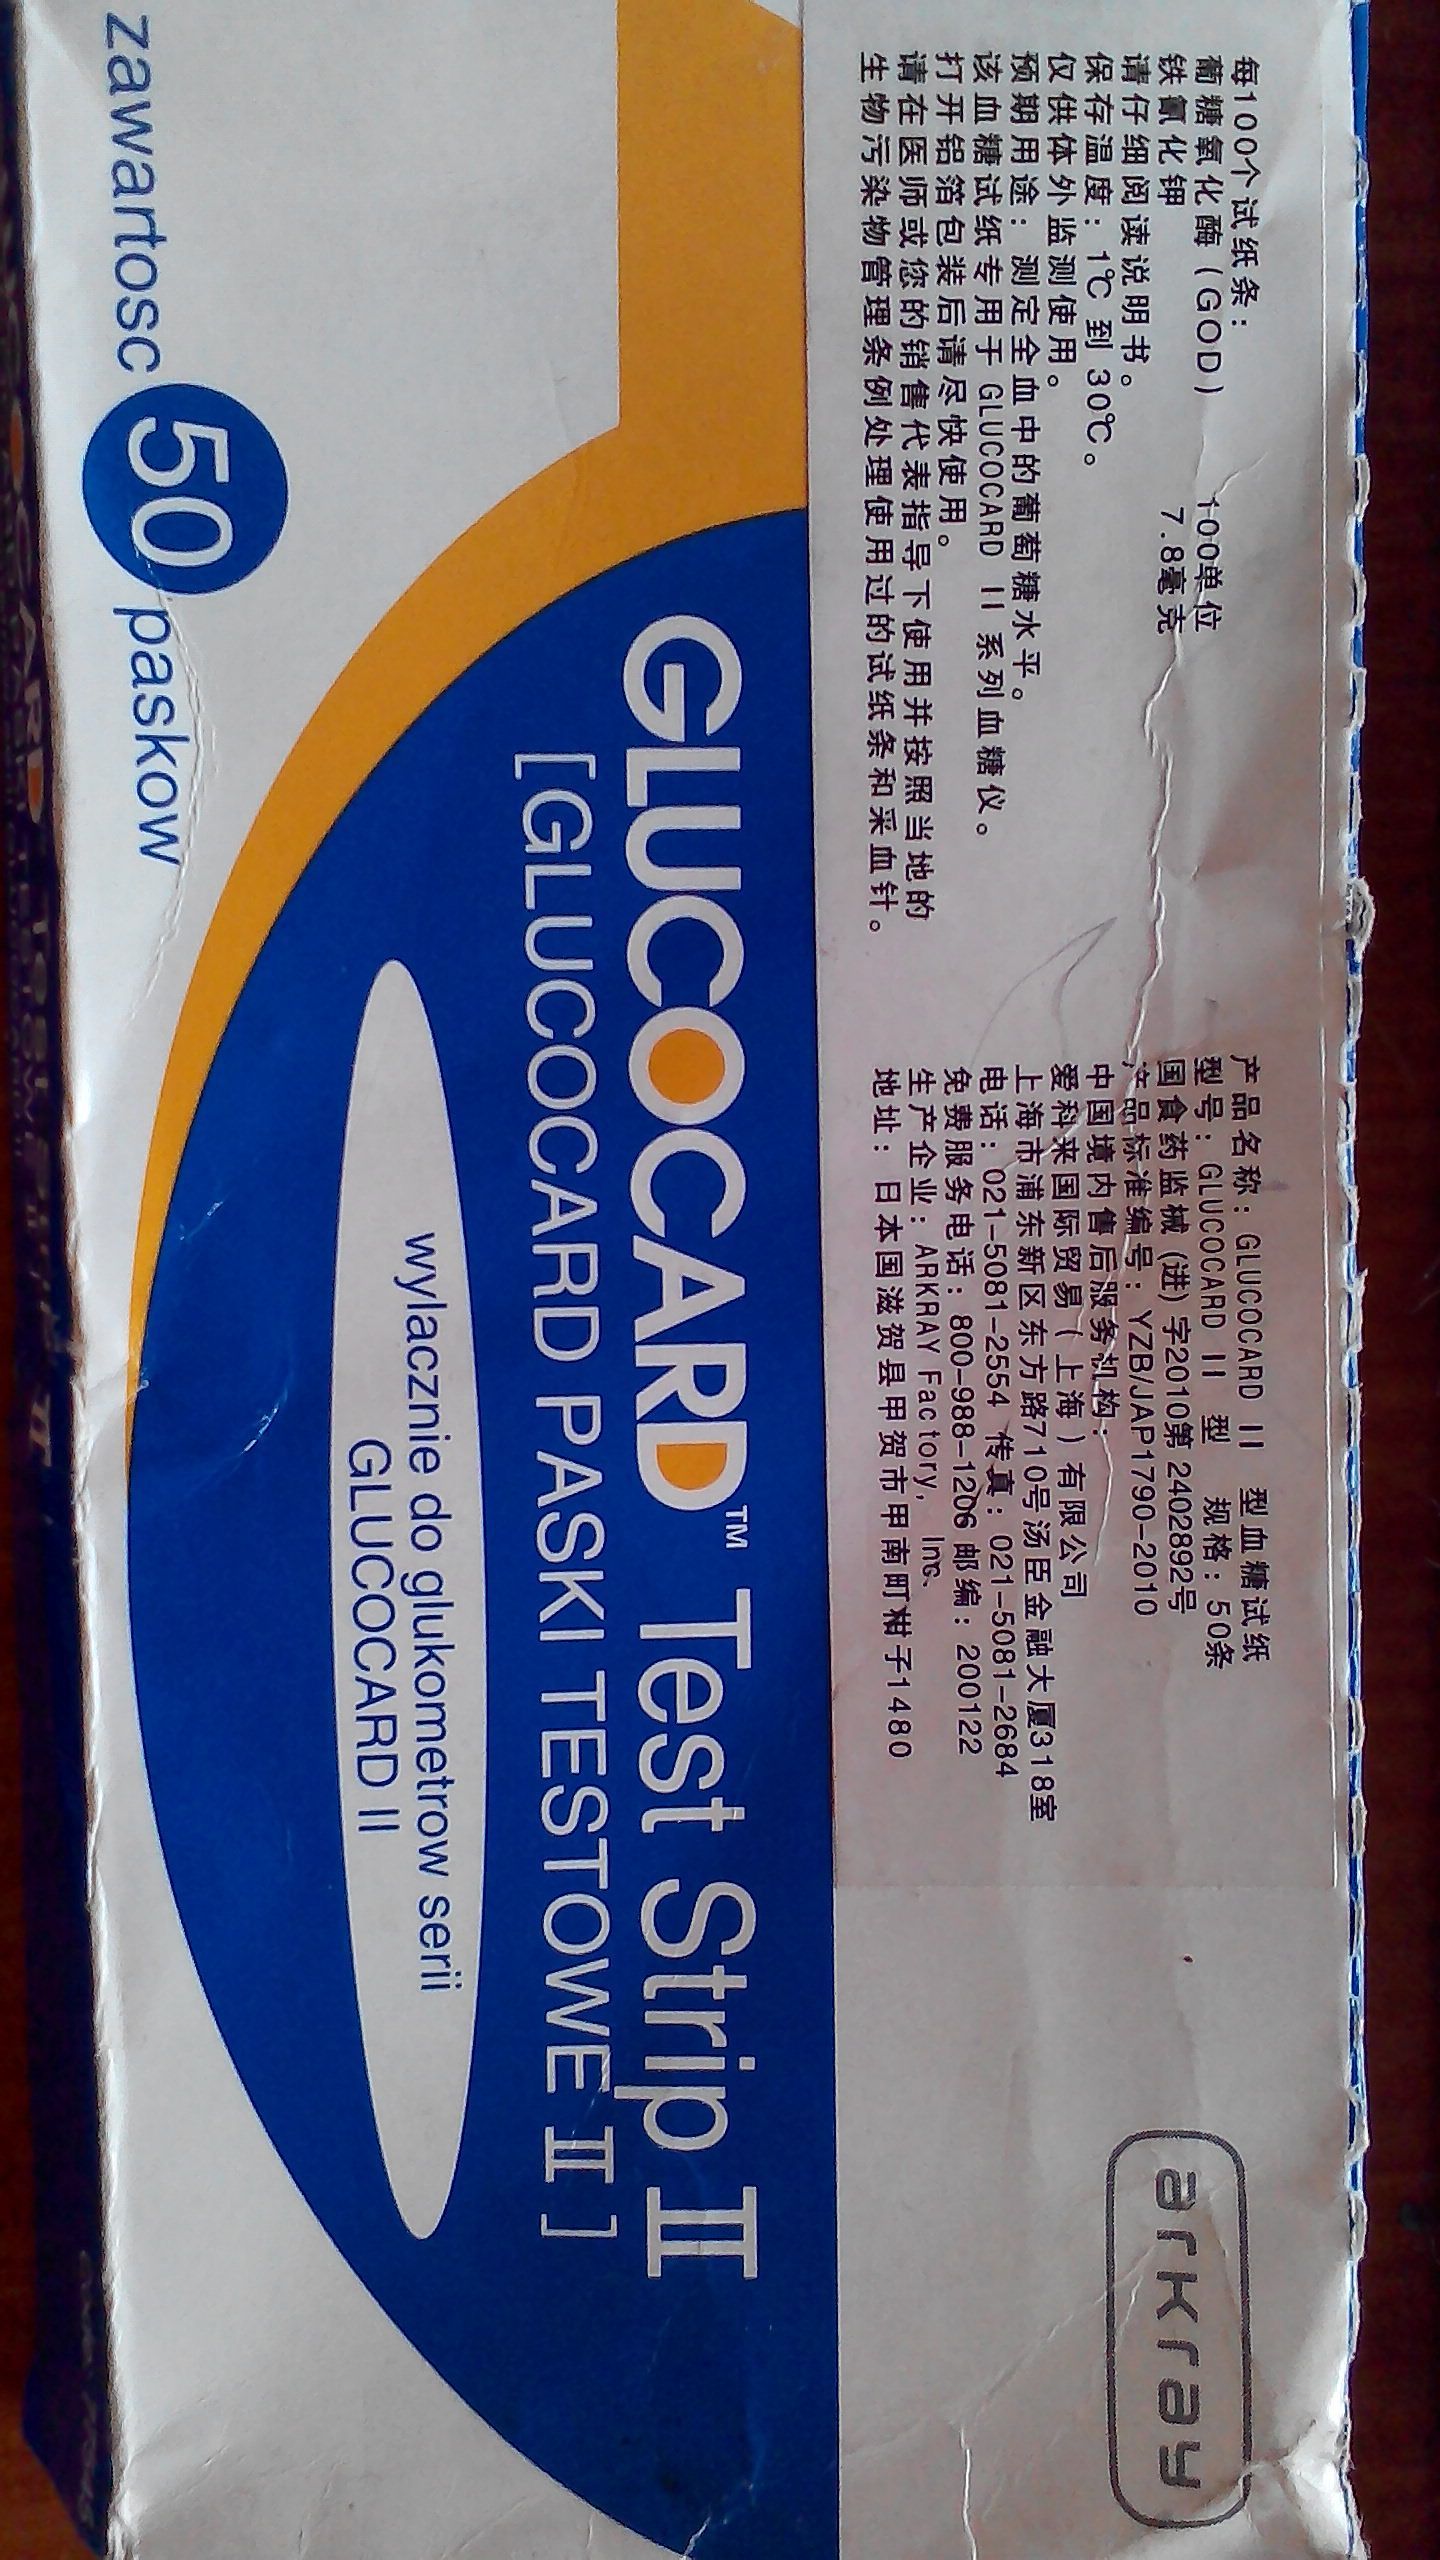 每100个试纸条：
葡糖氧化酶（GOD） 100单位
铁氰化钾 7.8毫克
请仔细阅读说明书。
保存温度：1℃ 到 30℃。
仅供体外监测使用。
预期用途：测定全血中的葡萄糖水平。
该血糖试纸专用于 GLUCOCARD II 系列血糖仪。
打开铝箔包装后请尽快使用。
请在医师或您的销售代表指导下使用并按照当地的
生物污染物管理条例处理使用过的试纸条和采血针。
产品名称：GLUCOCARD II 型血糖试纸
型号：GLUCOCARD II 型 规格：50条
国食药监械（进）字2010第 2402892号
产品标准编号：YZB/JAP1790-2010
中国境内售后服务机构：
爱科来国际贸易（上海）有限公司
上海市浦东新区东方路710号汤臣金融大厦318室
电话：021-5081-2554 传真：021-5081-2684
免费服务电话：800-988-1206 邮编：200122
生产企业：ARKRAY Factory, Inc.
地址：日本国滋贺县甲贺市甲南町柑子1480
arkray
GLUCOCARD™ Test Strip II
[GLUCOCARD PASKI TESTOWE II]
wylacznie do glukometrow serii
GLUCOCARD II
zawartosc 50 paskow